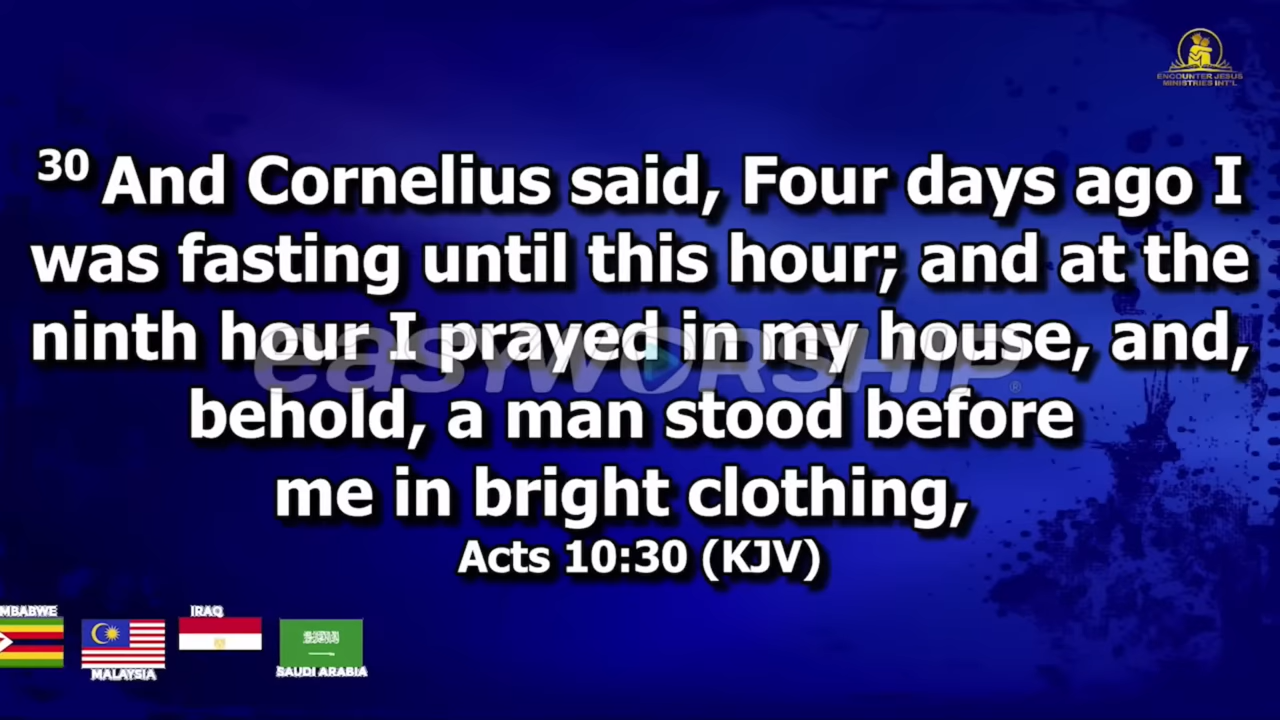 ENCOUNTER JESUS
MINISTRIES INT'L
30 And Cornelius said, Four days ago I
was fasting until this hour; and at the
ninth hour I prayed in my house, and,
behold, a man stood before
me in bright clothing,
Acts 10:30 (KJV)
easyworship®
MBABWE
IRAQ
MALAYSIA
SAUDI ARABIA